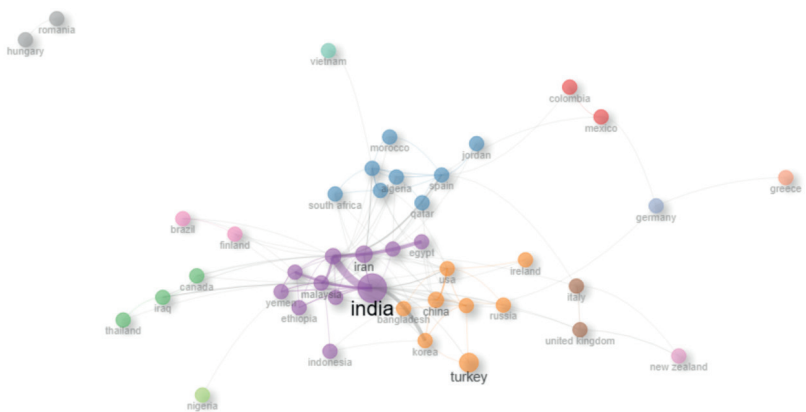 romania
hungary
vietnam
colombia
mexico
morocco
jordan
algeria
spain
greece
south africa
qatar
germany
brazil
finland
egypt
iran
usa
ireland
canada
yemen
malaysia
italy
iraq
india
ethiopia
bangladesh
china
russia
thailand
united kingdom
indonesia
korea
new zealand
turkey
nigeria